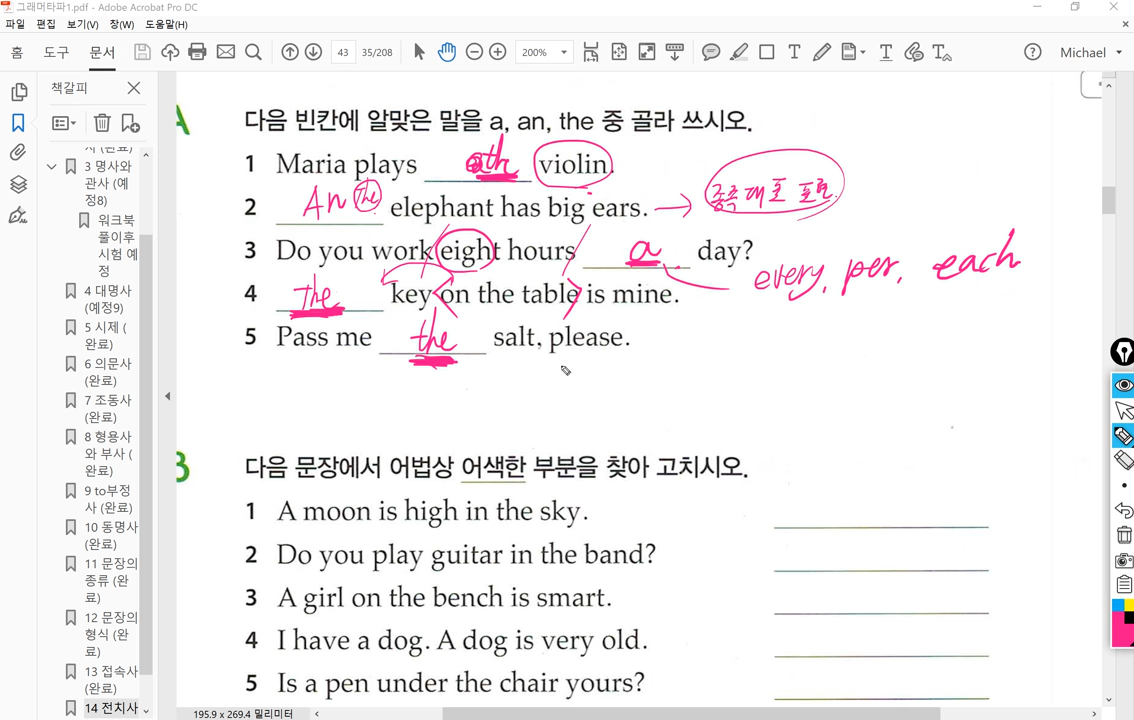 그래머타파1.pdf - Adobe Acrobat Pro DC
파일 편집 보기(V) 창(W) 도움말(H)
홈 도구 문서 43 35/208 200% Michael
책갈피
3 명사와 관사 (예정8)
워크북 풀이후 시험 예정
4 대명사 (예정9)
5 시제 (완료)
6 의문사 (완료)
7 조동사 (완료)
8 형용사와 부사 (완료)
9 to부정사 (완료)
10 동명사 (완료)
11 문장의 종류 (완료)
12 문장의 형식 (완료)
13 접속사 (완료)
14 전치사
A 다음 빈칸에 알맞은 말을 a, an, the 중 골라 쓰시오.
1 Maria plays the violin.
2 An The elephant has big ears. → 종족 대표 표현
3 Do you work eight hours a day?
every, per, each
4 the key on the table is mine.
5 Pass me the salt, please.
B 다음 문장에서 어법상 어색한 부분을 찾아 고치시오.
1 A moon is high in the sky.
2 Do you play guitar in the band?
3 A girl on the bench is smart.
4 I have a dog. A dog is very old.
5 Is a pen under the chair yours?
195.9 x 269.4 밀리미터